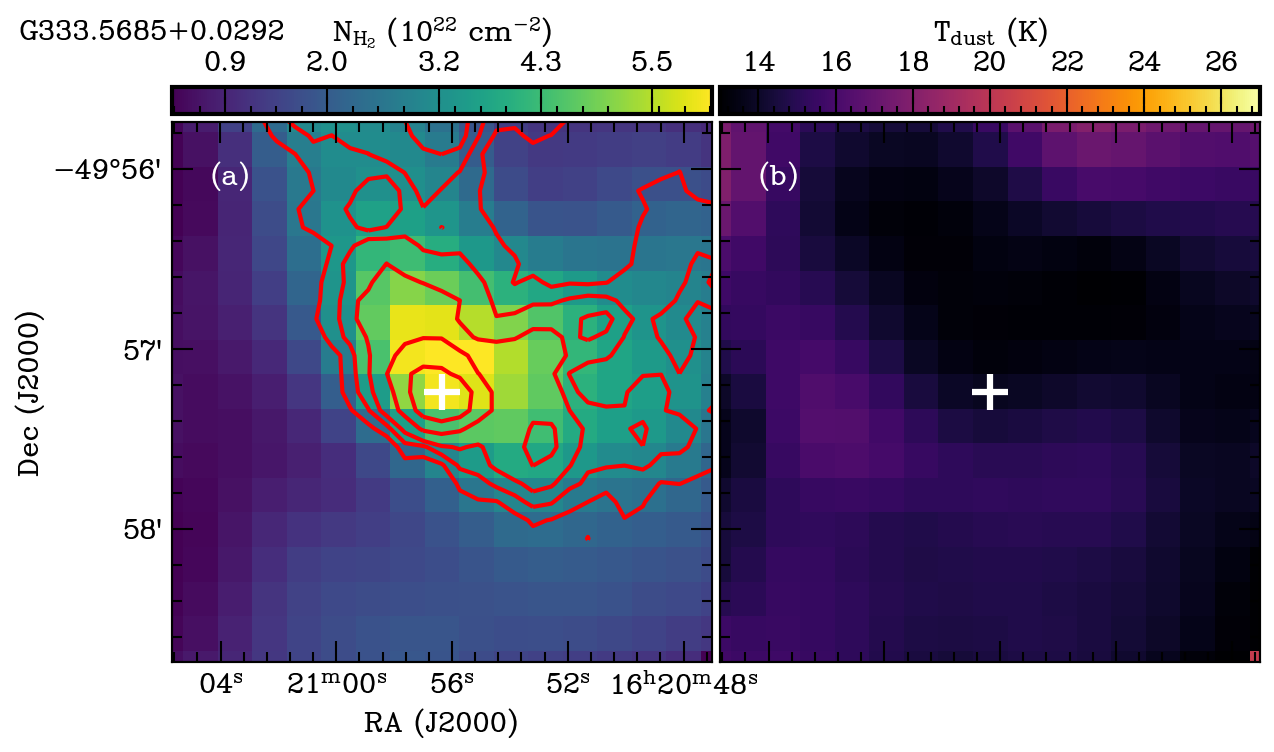 G333.5685+0.0292 N_H₂ (10²² cm⁻²) T_dust (K)
0.9 2.0 3.2 4.3 5.5 14 16 18 20 22 24 26
(a) (b)
−49°56'
57'
58'
Dec (J2000)
04ˢ 21ᵐ00ˢ 56ˢ 52ˢ 16ʰ20ᵐ48ˢ
RA (J2000)